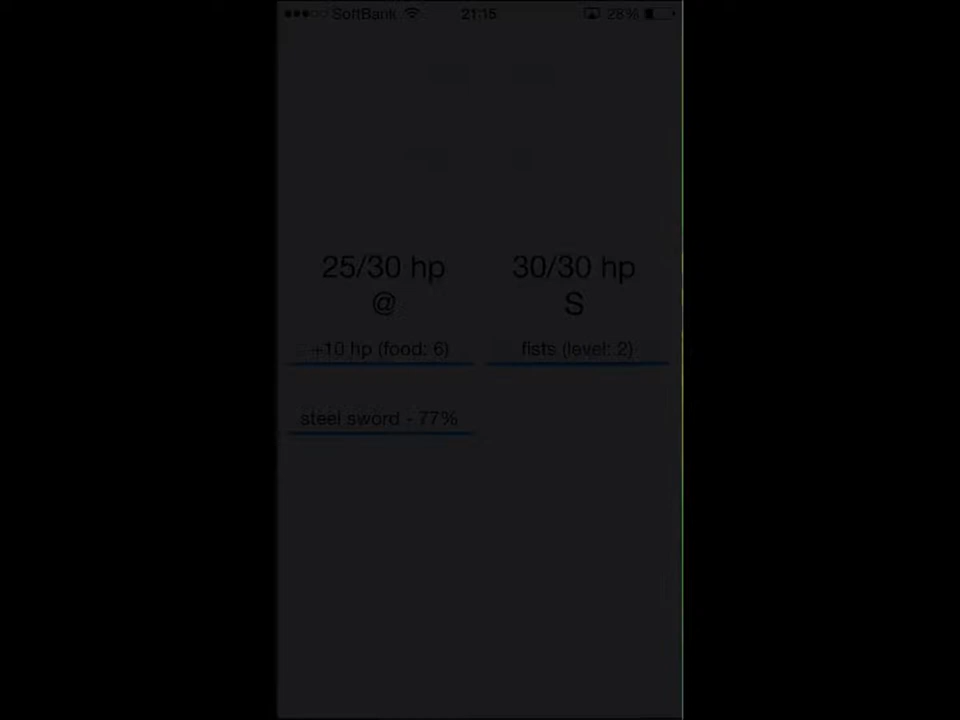 SoftBank 21:15 28%
25/30 hp 30/30 hp
@ S
+10 hp (food: 6) fists (level: 2)
steel sword - 77%